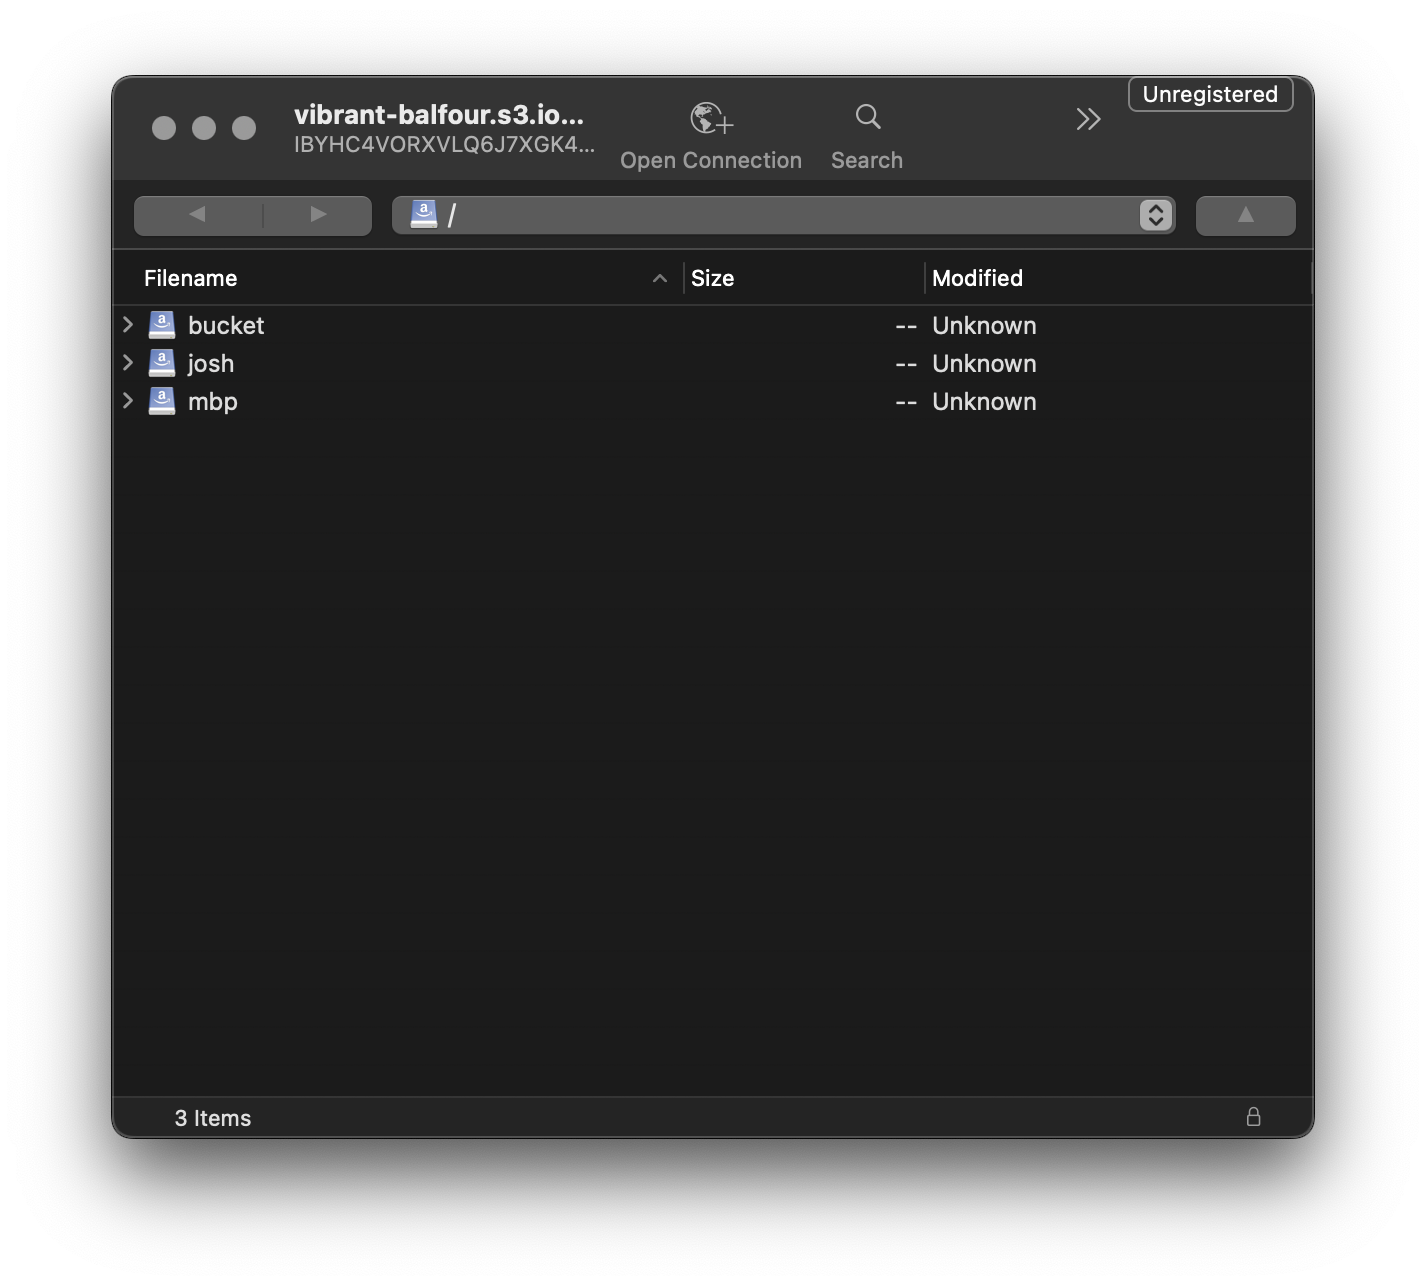 Unregistered
vibrant-balfour.s3.io...
IBYHC4VORXVLQ6J7XGK4...
Open Connection
Search
/
Filename
Size
Modified
bucket -- Unknown
josh -- Unknown
mbp -- Unknown
3 Items